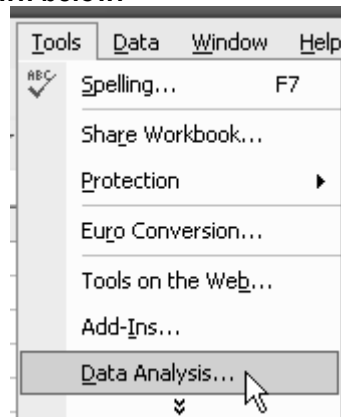 Tools Data Window Help
ABC Spelling... F7
Share Workbook...
Protection
Euro Conversion...
Tools on the Web...
Add-Ins...
Data Analysis...